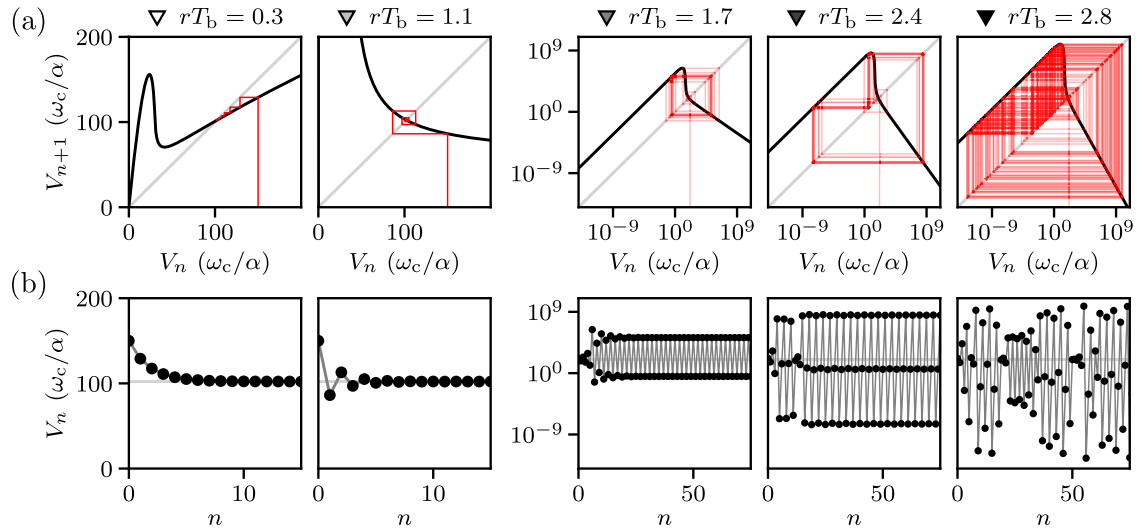 (a) rT_b = 0.3 rT_b = 1.1 rT_b = 1.7 rT_b = 2.4 rT_b = 2.8
V_{n+1} (ω_c/α)
200
100
0
10^9
10^0
10^{-9}
0 100 0 100 10^{-9} 10^0 10^9 10^{-9} 10^0 10^9 10^{-9} 10^0 10^9
V_n (ω_c/α) V_n (ω_c/α) V_n (ω_c/α) V_n (ω_c/α) V_n (ω_c/α)
(b)
V_n (ω_c/α)
200
100
0
10^9
10^0
10^{-9}
0 10 0 10 0 50 0 50 0 50
n n n n n